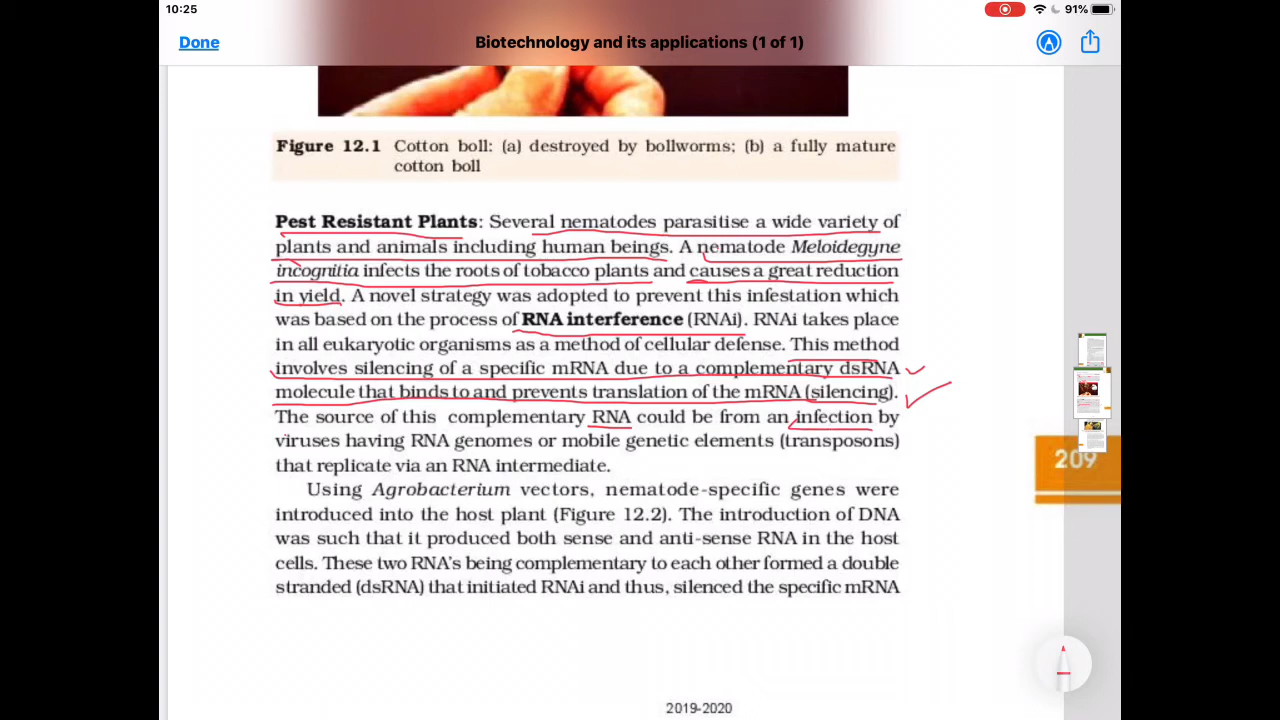 10:25
91%
Done
Biotechnology and its applications (1 of 1)
Figure 12.1 Cotton boll: (a) destroyed by bollworms; (b) a fully mature
cotton boll
Pest Resistant Plants: Several nematodes parasitise a wide variety of
plants and animals including human beings. A nematode Meloidegyne
incognitia infects the roots of tobacco plants and causes a great reduction
in yield. A novel strategy was adopted to prevent this infestation which
was based on the process of RNA interference (RNAi). RNAi takes place
in all eukaryotic organisms as a method of cellular defense. This method
involves silencing of a specific mRNA due to a complementary dsRNA
molecule that binds to and prevents translation of the mRNA (silencing).
The source of this complementary RNA could be from an infection by
viruses having RNA genomes or mobile genetic elements (transposons)
that replicate via an RNA intermediate.
209
Using Agrobacterium vectors, nematode-specific genes were
introduced into the host plant (Figure 12.2). The introduction of DNA
was such that it produced both sense and anti-sense RNA in the host
cells. These two RNA's being complementary to each other formed a double
stranded (dsRNA) that initiated RNAi and thus, silenced the specific mRNA
2019-2020